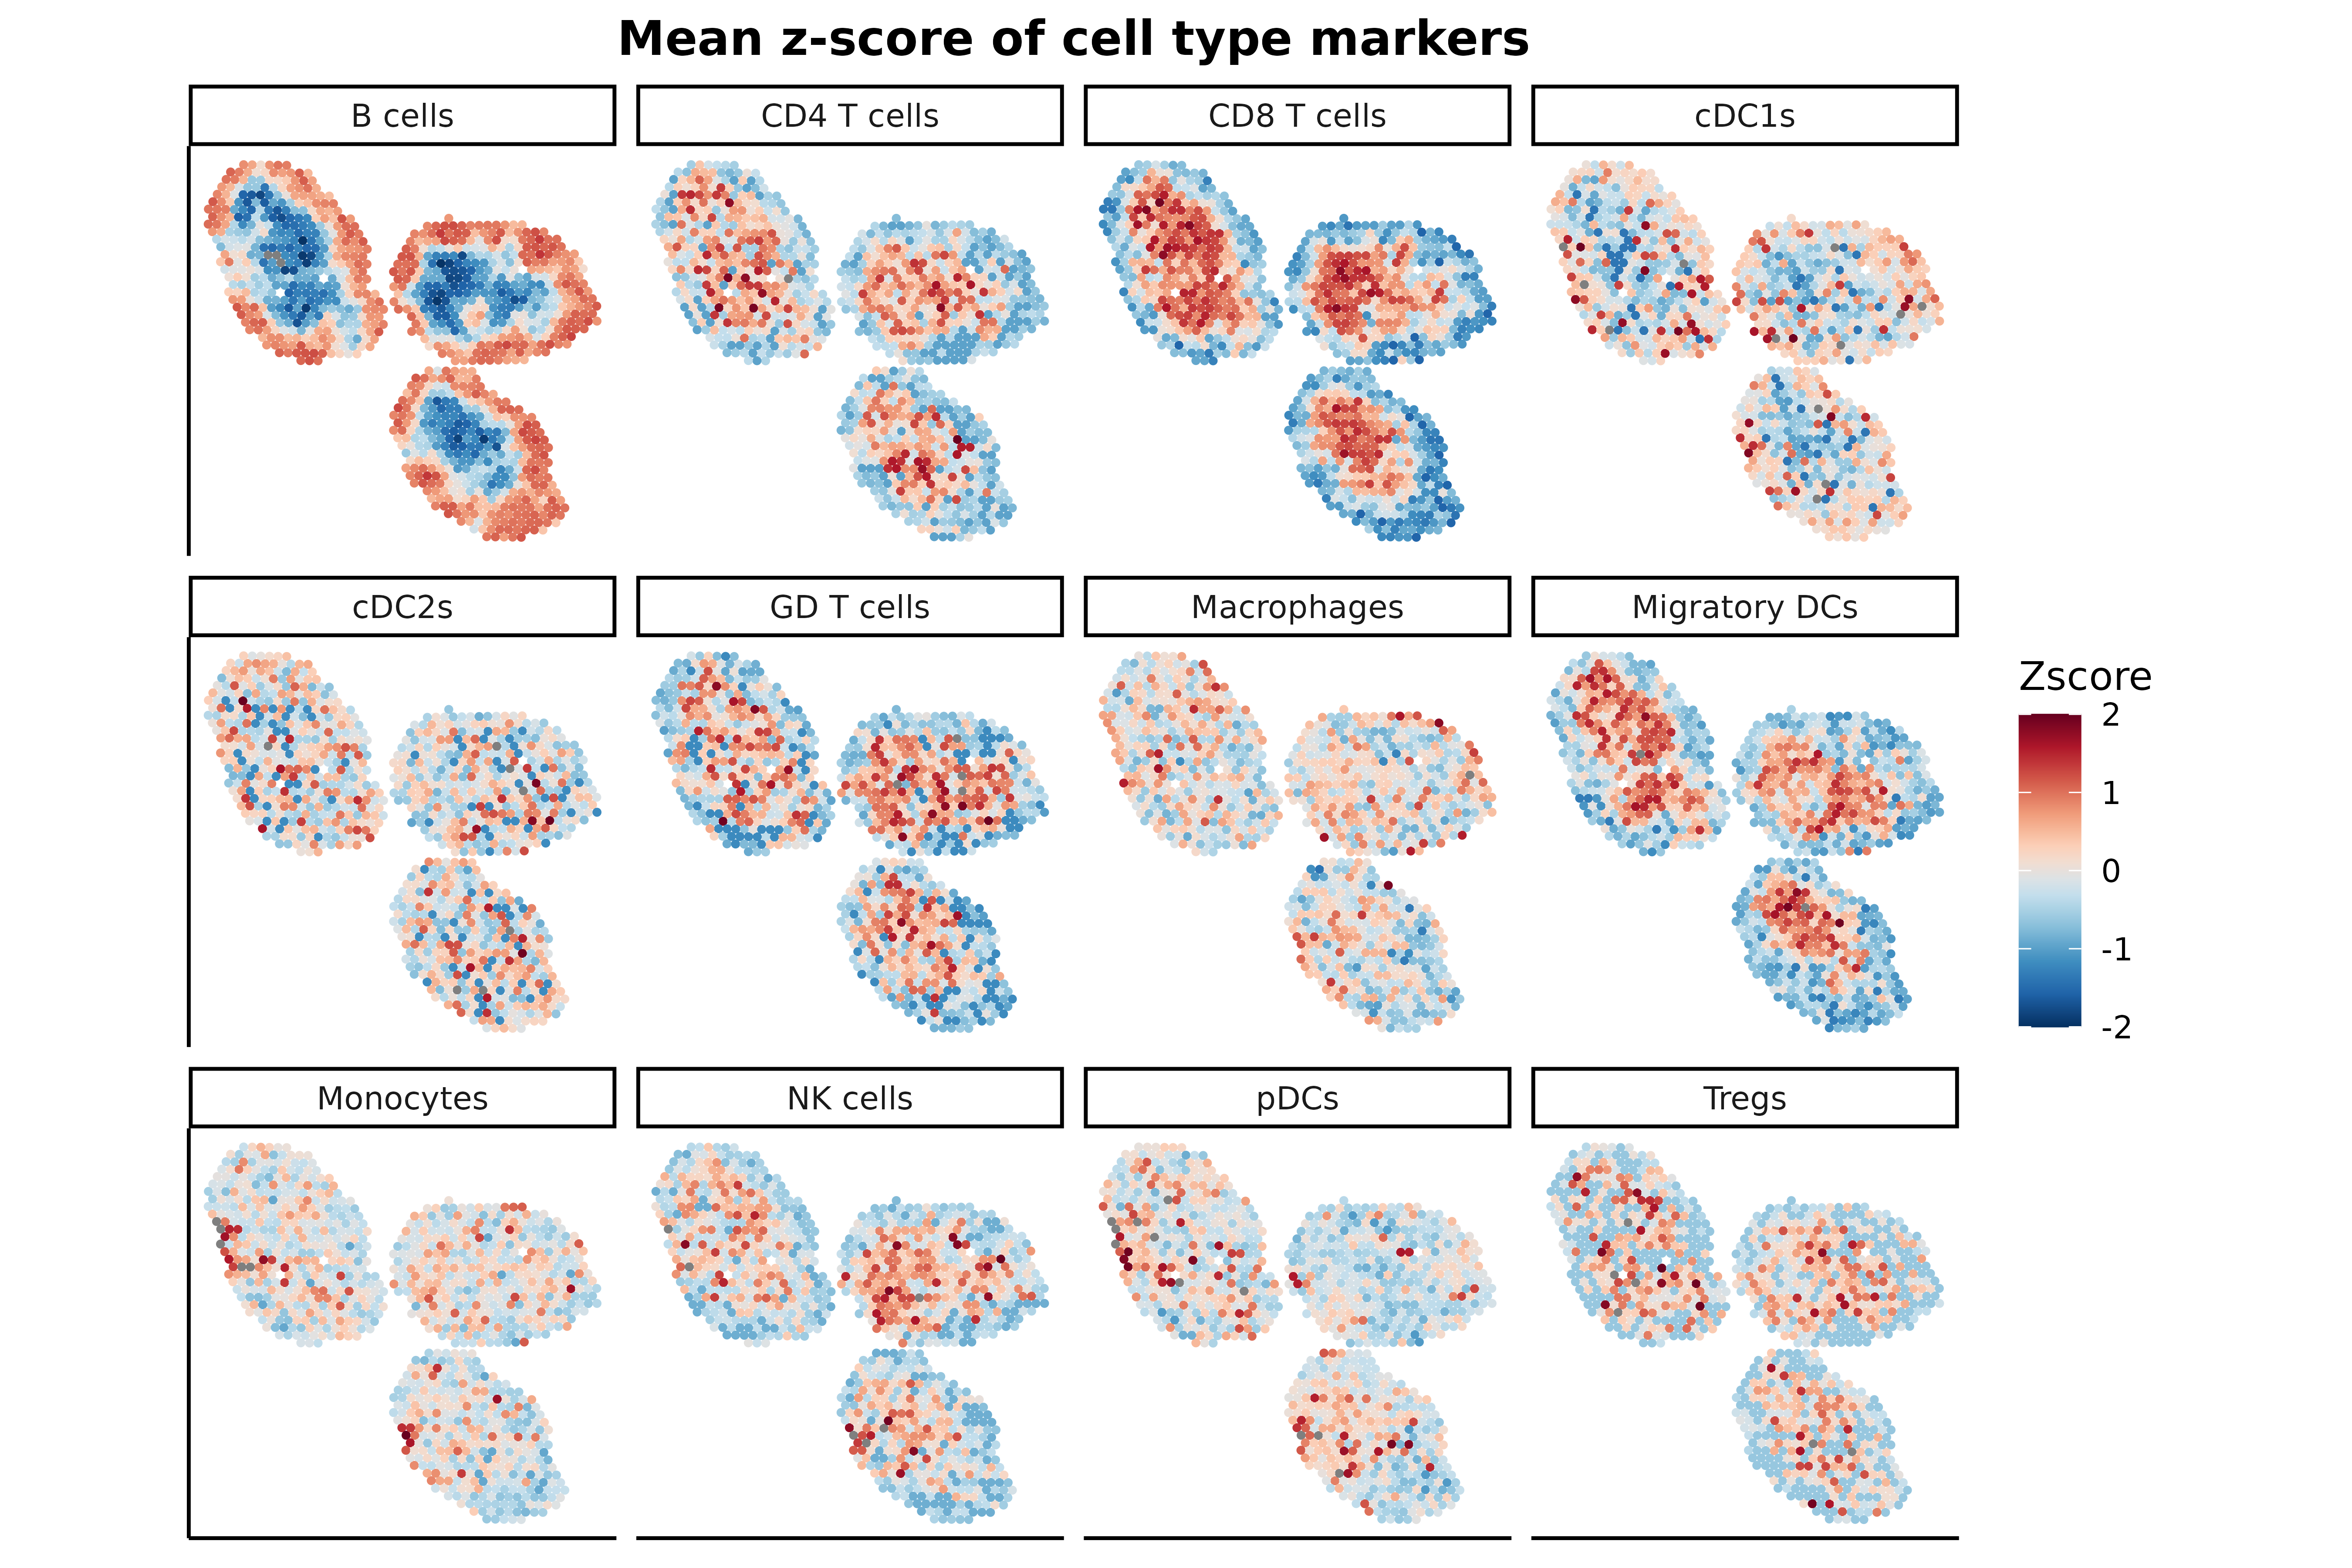 Mean z-score of cell type markers
B cells
CD4 T cells
CD8 T cells
cDC1s
cDC2s
GD T cells
Macrophages
Migratory DCs
Zscore
2
1
0
-1
-2
Monocytes
NK cells
pDCs
Tregs